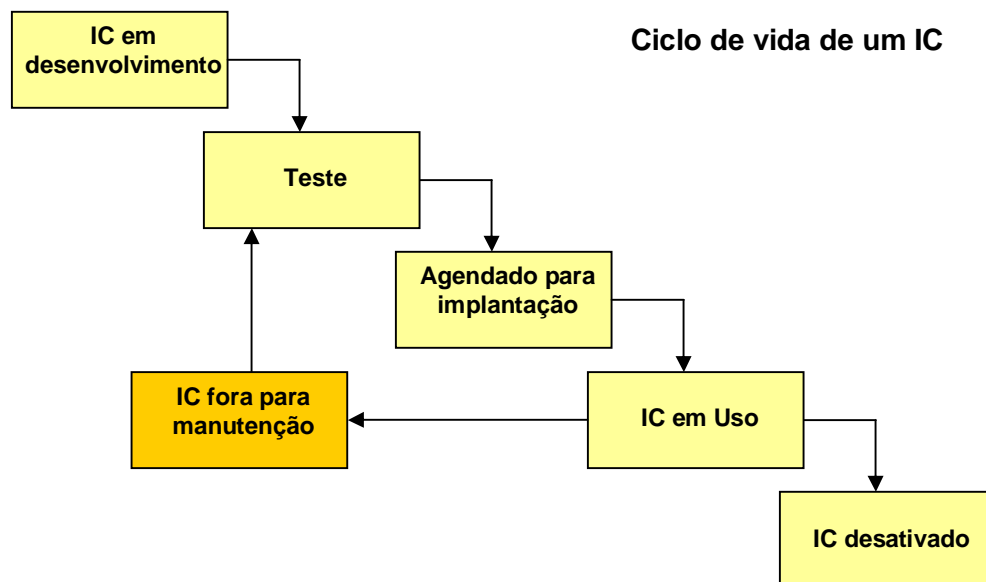 IC em
desenvolvimento
Ciclo de vida de um IC
Teste
Agendado para
implantação
IC fora para
manutenção
IC em Uso
IC desativado